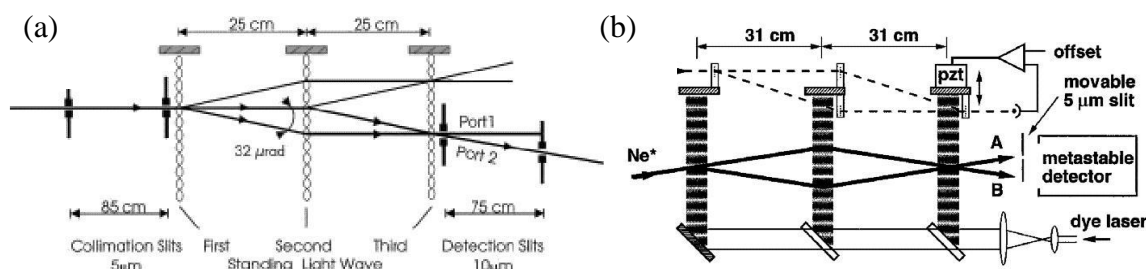 (a)
25 cm 25 cm
Port1
Port 2
32 μrad
85 cm 75 cm
Collimation Slits First Second Third Detection Slits
5μm Standing Light Wave 10μm
(b)
31 cm 31 cm
offset
pzt
movable
5 μm slit
Ne*
A
B
metastable
detector
dye laser